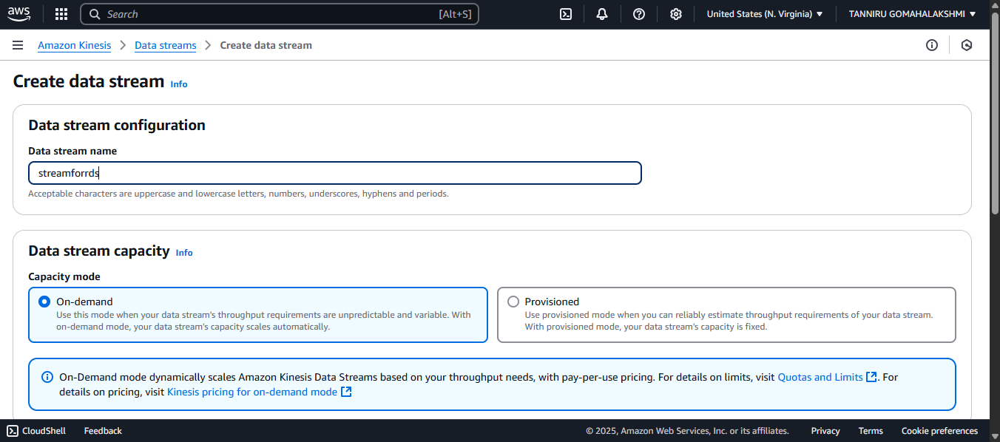 aws Search [Alt+S] United States (N. Virginia) TANNIRU GOMAHALAKSHMI
Amazon Kinesis > Data streams > Create data stream
Create data stream Info
Data stream configuration
Data stream name
streamforrds
Acceptable characters are uppercase and lowercase letters, numbers, underscores, hyphens and periods.
Data stream capacity Info
Capacity mode
On-demand
Use this mode when your data stream's throughput requirements are unpredictable and variable. With
on-demand mode, your data stream's capacity scales automatically.
Provisioned
Use provisioned mode when you can reliably estimate throughput requirements of your data stream.
With provisioned mode, your data stream's capacity is fixed.
On-Demand mode dynamically scales Amazon Kinesis Data Streams based on your throughput needs, with pay-per-use pricing. For details on limits, visit Quotas and Limits. For
details on pricing, visit Kinesis pricing for on-demand mode
CloudShell Feedback © 2025, Amazon Web Services, Inc. or its affiliates. Privacy Terms Cookie preferences